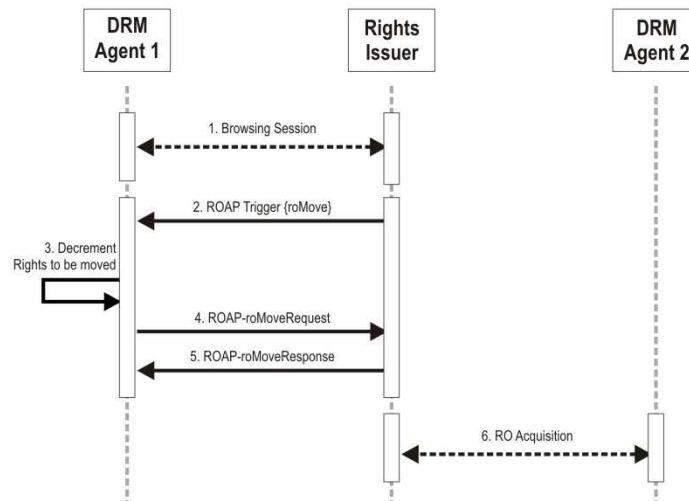 DRM
Agent 1
Rights
Issuer
DRM
Agent 2
1. Browsing Session
2. ROAP Trigger {roMove}
3. Decrement
Rights to be moved
4. ROAP-roMoveRequest
5. ROAP-roMoveResponse
6. RO Acquisition